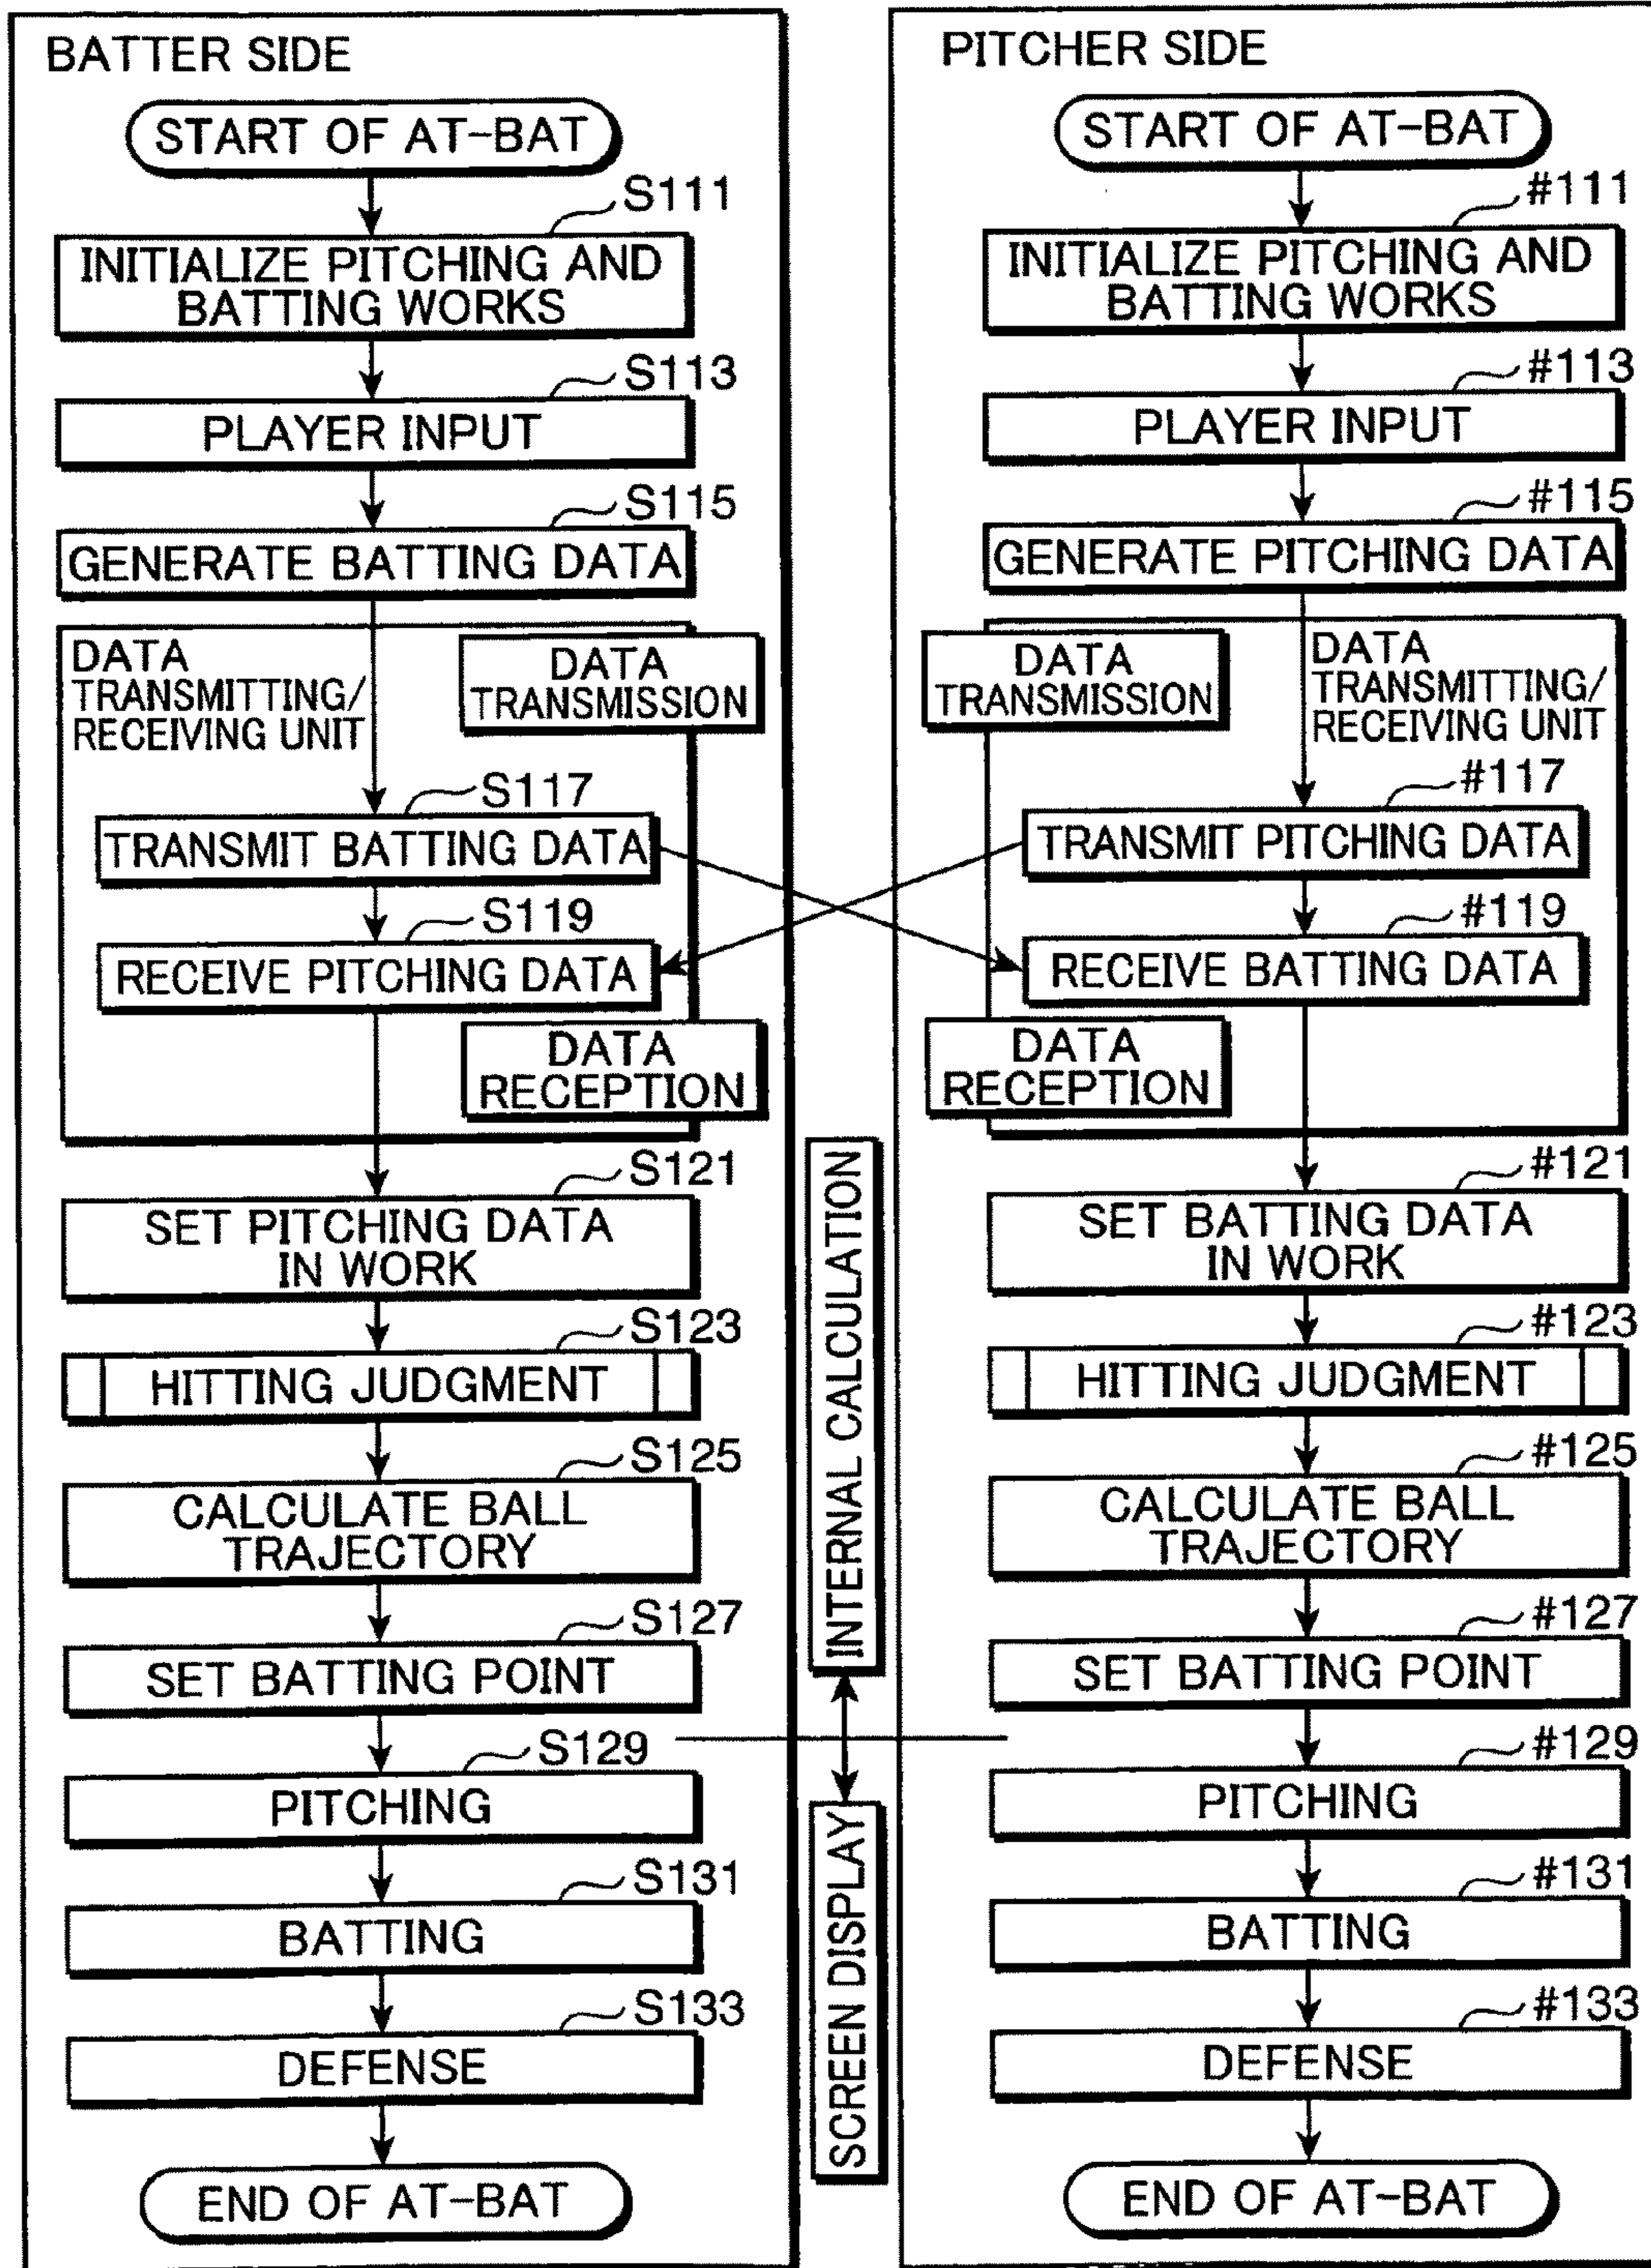 BATTER SIDE
START OF AT-BAT
S111
INITIALIZE PITCHING AND
BATTING WORKS
S113
PLAYER INPUT
S115
GENERATE BATTING DATA
DATA
TRANSMITTING/
RECEIVING UNIT
DATA
TRANSMISSION
S117
TRANSMIT BATTING DATA
S119
RECEIVE PITCHING DATA
DATA
RECEPTION
S121
SET PITCHING DATA
IN WORK
S123
HITTING JUDGMENT
S125
CALCULATE BALL
TRAJECTORY
S127
SET BATTING POINT
S129
PITCHING
S131
BATTING
S133
DEFENSE
END OF AT-BAT
INTERNAL CALCULATION
SCREEN DISPLAY
PITCHER SIDE
START OF AT-BAT
#111
INITIALIZE PITCHING AND
BATTING WORKS
#113
PLAYER INPUT
#115
GENERATE PITCHING DATA
DATA
TRANSMISSION
DATA
TRANSMITTING/
RECEIVING UNIT
#117
TRANSMIT PITCHING DATA
#119
RECEIVE BATTING DATA
DATA
RECEPTION
#121
SET BATTING DATA
IN WORK
#123
HITTING JUDGMENT
#125
CALCULATE BALL
TRAJECTORY
#127
SET BATTING POINT
#129
PITCHING
#131
BATTING
#133
DEFENSE
END OF AT-BAT